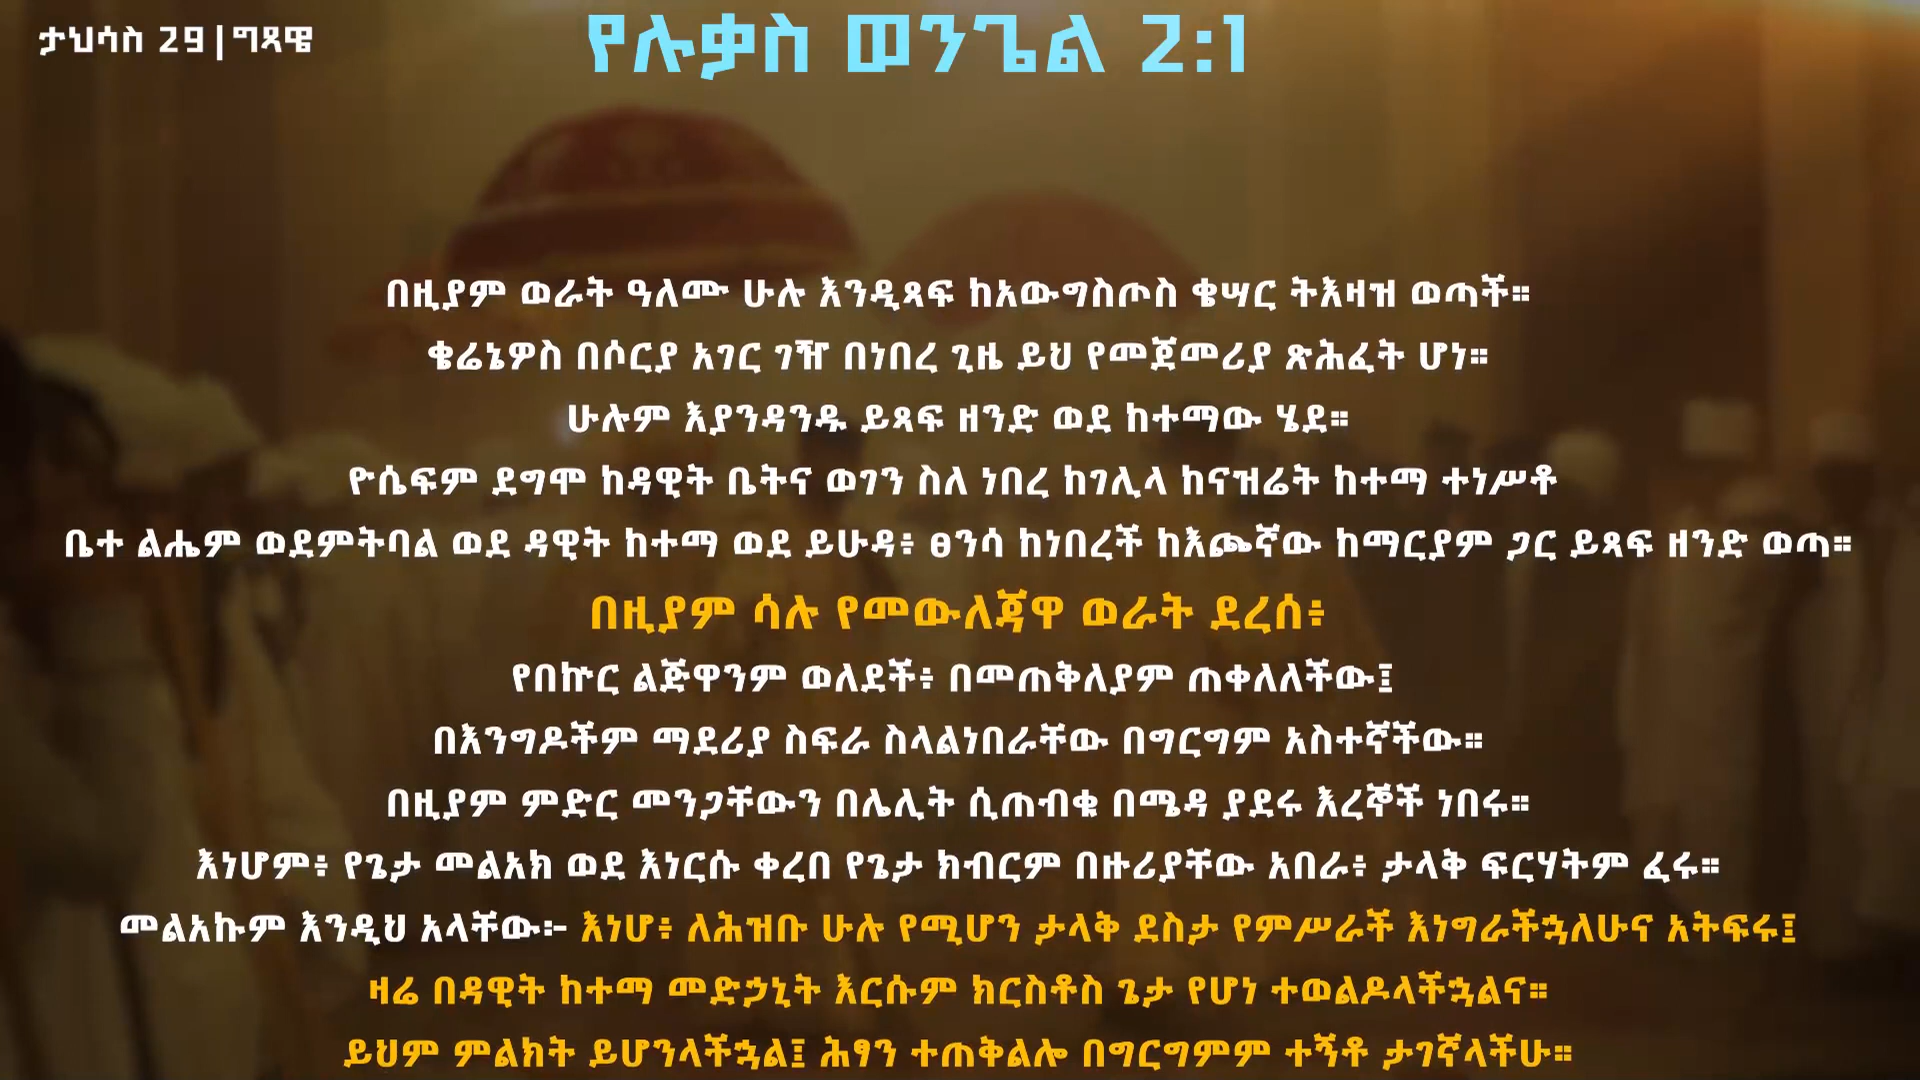 ታህሳስ 29|ግጻዌ
የሉቃስ ወንጌል 2:1
በዚያም ወራት ዓለሙ ሁሉ እንዲጻፍ ከአውግስጦስ ቄሣር ትእዛዝ ወጣች።
ቄሬኔዎስ በሶርያ አገር ገዥ በነበረ ጊዜ ይህ የመጀመሪያ ጽሕፈት ሆነ።
ሁሉም እያንዳንዱ ይጻፍ ዘንድ ወደ ከተማው ሄደ።
ዮሴፍም ደግሞ ከዳዊት ቤትና ወገን ስለ ነበረ ከገሊላ ከናዝሬት ከተማ ተነሥቶ
ቤተ ልሔም ወደምትባል ወደ ዳዊት ከተማ ወደ ይሁዳ፥ ፀንሳ ከነበረች ከእጮኛው ከማርያም ጋር ይጻፍ ዘንድ ወጣ።
በዚያም ሳሉ የመውለጃዋ ወራት ደረሰ፥
የበኵር ልጅዋንም ወለደች፥ በመጠቅለያም ጠቀለለችው፤
በእንግዶችም ማደሪያ ስፍራ ስላልነበራቸው በግርግም አስተኛችው።
በዚያም ምድር መንጋቸውን በሌሊት ሲጠብቁ በሜዳ ያደሩ እረኞች ነበሩ።
እነሆም፥ የጌታ መልአክ ወደ እነርሱ ቀረበ የጌታ ክብርም በዙሪያቸው አበራ፥ ታላቅ ፍርሃትም ፈሩ።
መልአኩም እንዲህ አላቸው፦ እነሆ፥ ለሕዝቡ ሁሉ የሚሆን ታላቅ ደስታ የምሥራች እነግራችኋለሁና አትፍሩ፤
ዛሬ በዳዊት ከተማ መድኃኒት እርሱም ክርስቶስ ጌታ የሆነ ተወልዶላችኋልና።
ይህም ምልክት ይሆንላችኋል፤ ሕፃን ተጠቅልሎ በግርግምም ተኝቶ ታገኛላችሁ።